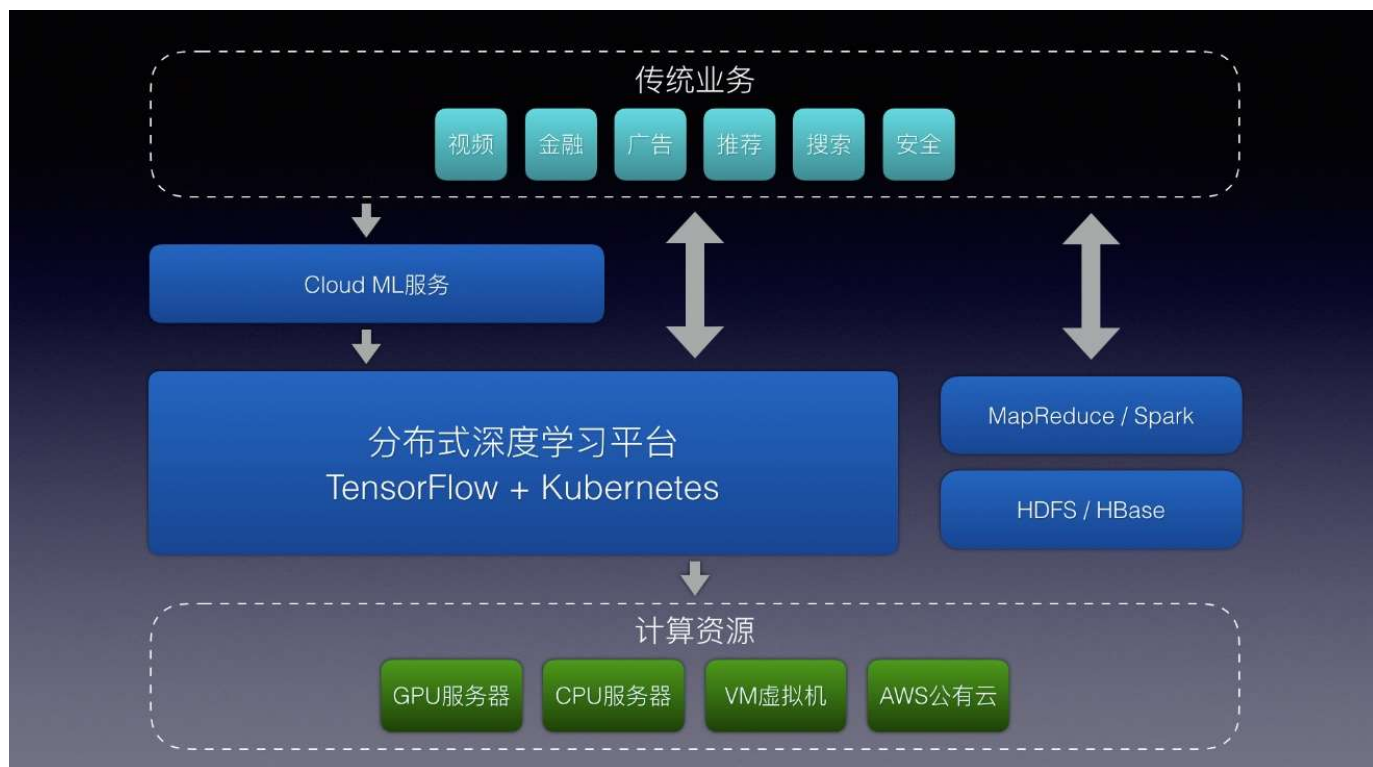 传统业务
视频 金融 广告 推荐 搜索 安全
Cloud ML服务
分布式深度学习平台
TensorFlow + Kubernetes
MapReduce / Spark
HDFS / HBase
计算资源
GPU服务器 CPU服务器 VM虚拟机 AWS公有云